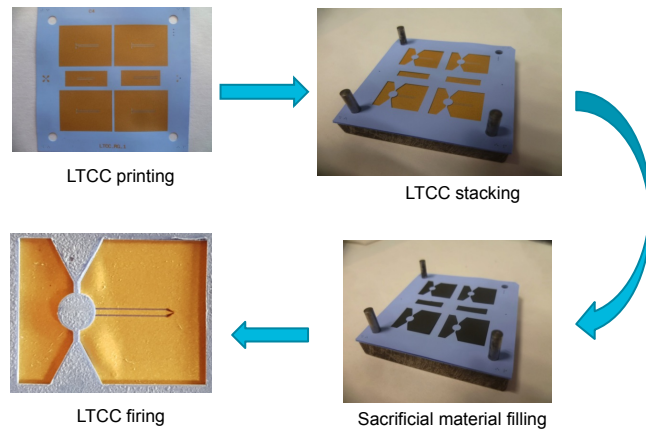 LTCC printing
LTCC stacking
LTCC firing
Sacrificial material filling